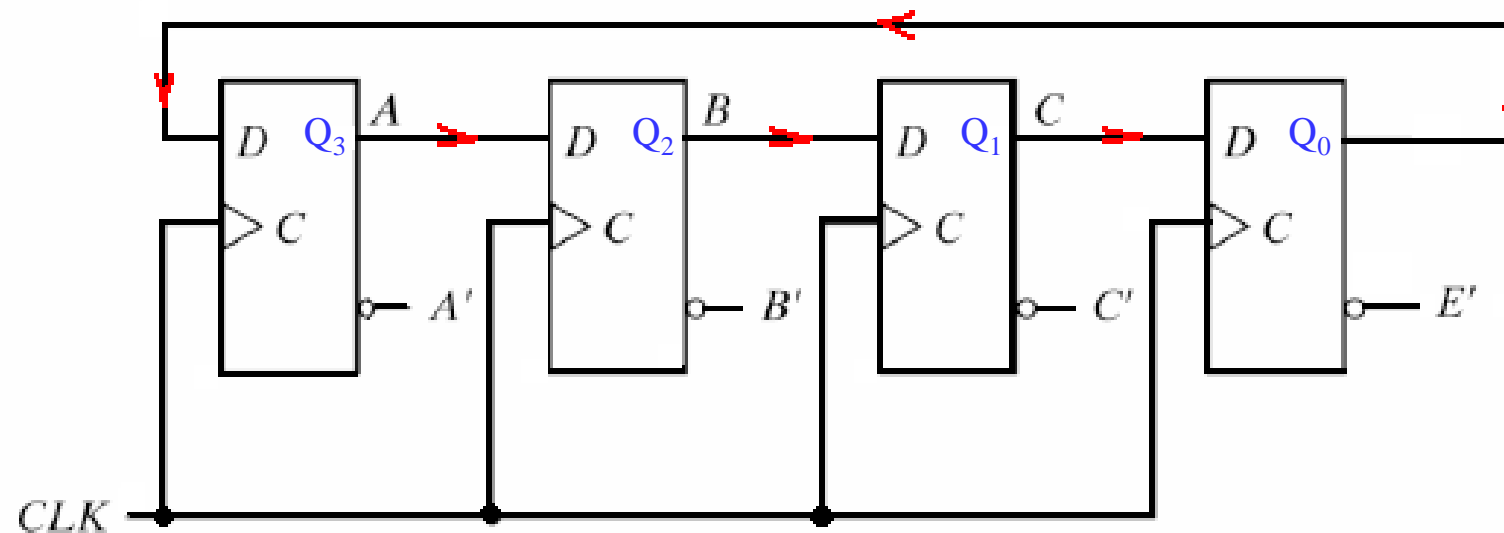 A B C
D Q₃ D Q₂ D Q₁ D Q₀
C C C C
A' B' C' E'
CLK